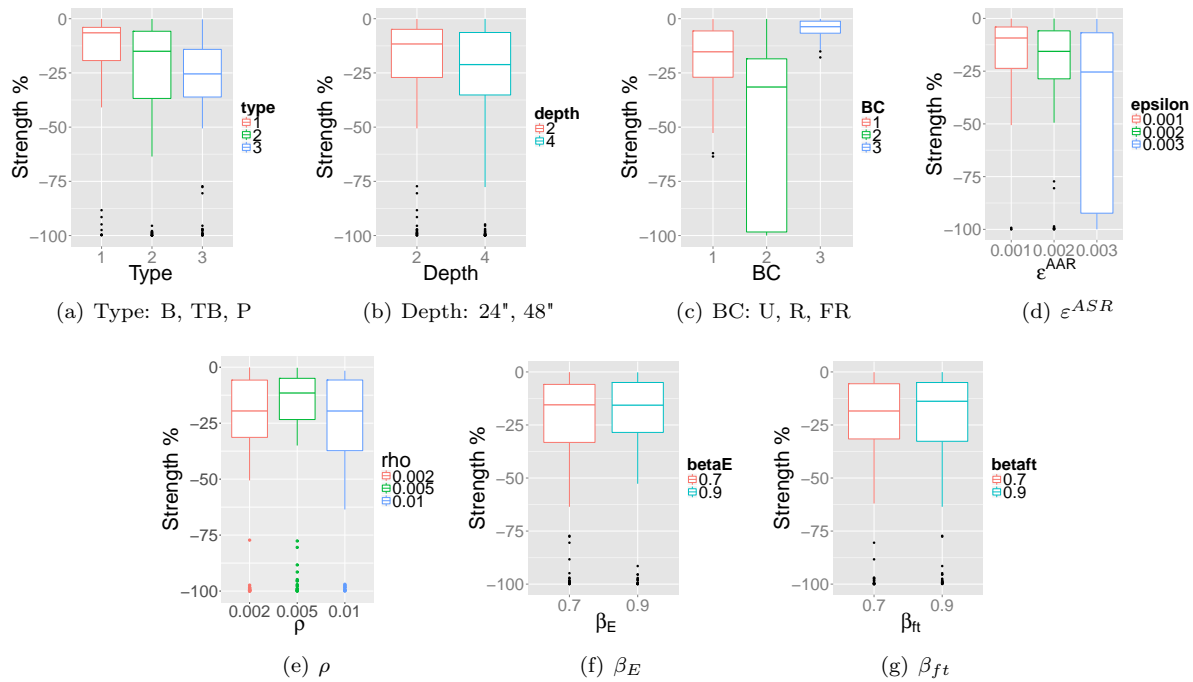 0
−25
−50
−75
−100
Strength %
1 2 3
Type
type
1
2
3
(a) Type: B, TB, P
0
−25
−50
−75
−100
Strength %
2 4
Depth
depth
2
4
(b) Depth: 24", 48"
0
−25
−50
−75
−100
Strength %
1 2 3
BC
BC
1
2
3
(c) BC: U, R, FR
0
−25
−50
−75
−100
Strength %
0.001 0.002 0.003
ε^AAR
epsilon
0.001
0.002
0.003
(d) ε^ASR
0
−25
−50
−75
−100
Strength %
0.002 0.005 0.01
ρ
rho
0.002
0.005
0.01
(e) ρ
0
−25
−50
−75
−100
Strength %
0.7 0.9
β_E
betaE
0.7
0.9
(f) β_E
0
−25
−50
−75
−100
Strength %
0.7 0.9
β_ft
betaft
0.7
0.9
(g) β_ft